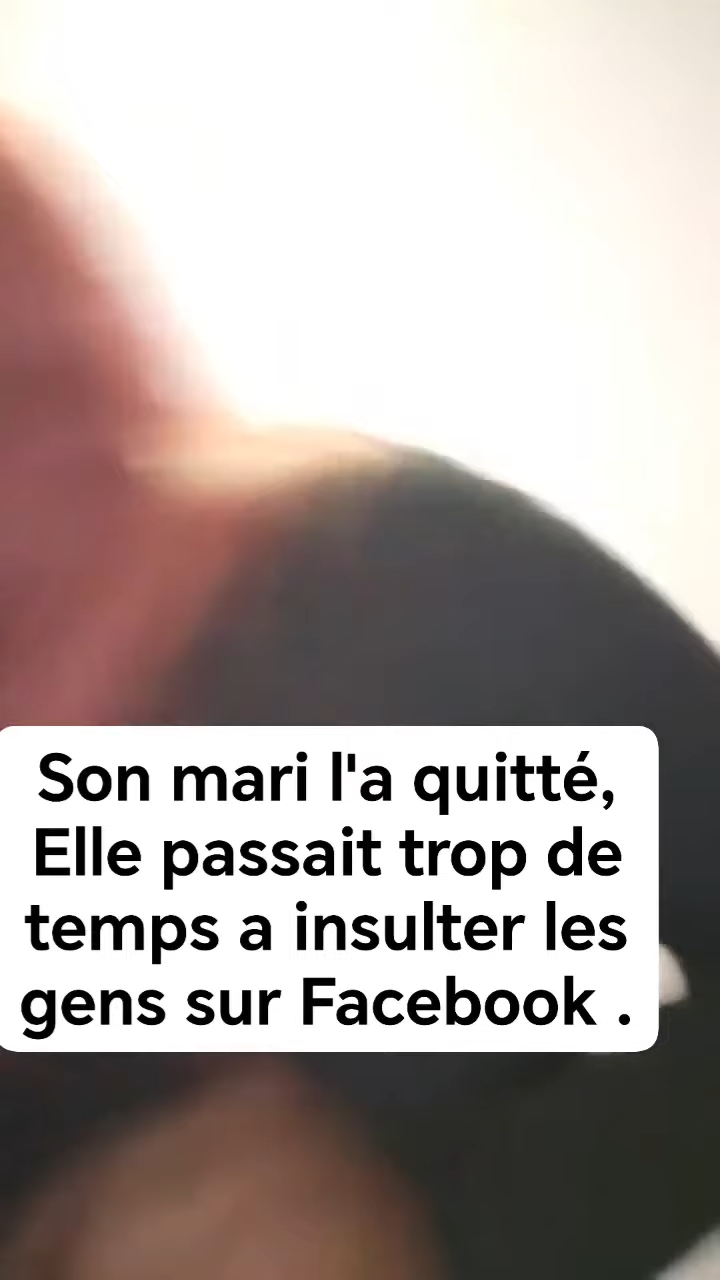 Son mari l'a quitté,
Elle passait trop de
temps a insulter les
gens sur Facebook .